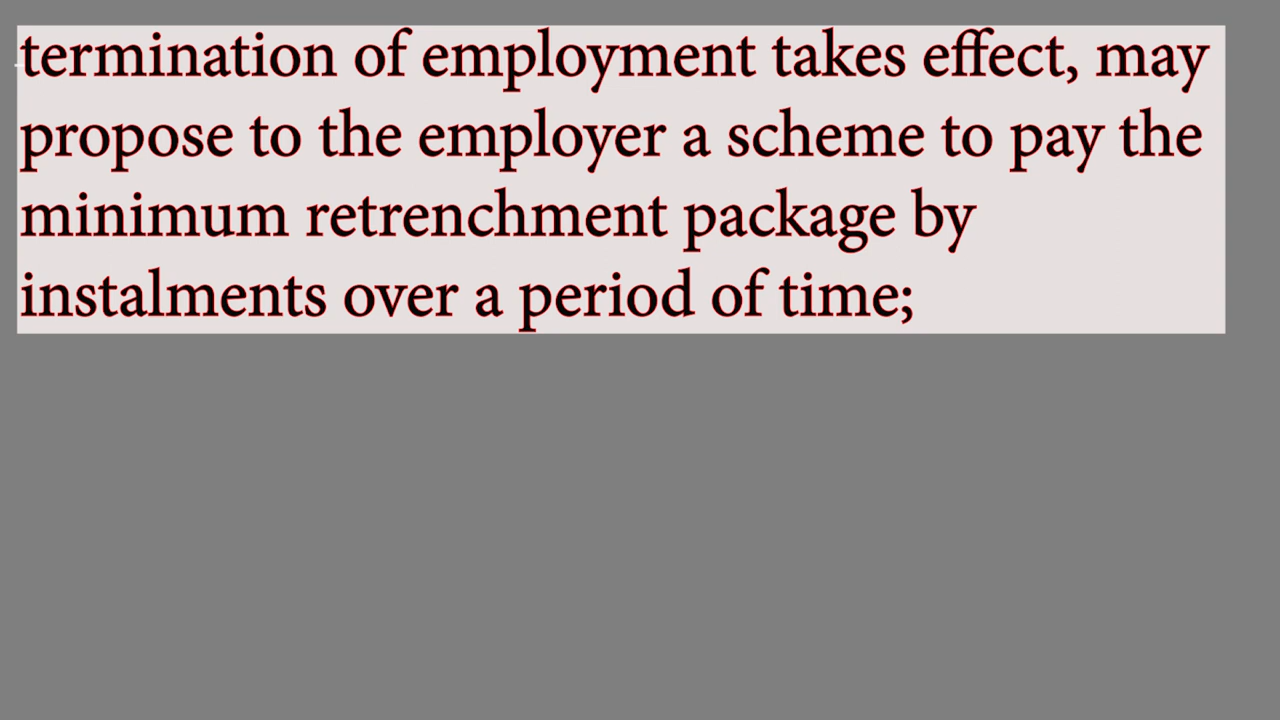 termination of employment takes effect, may
propose to the employer a scheme to pay the
minimum retrenchment package by
instalments over a period of time;